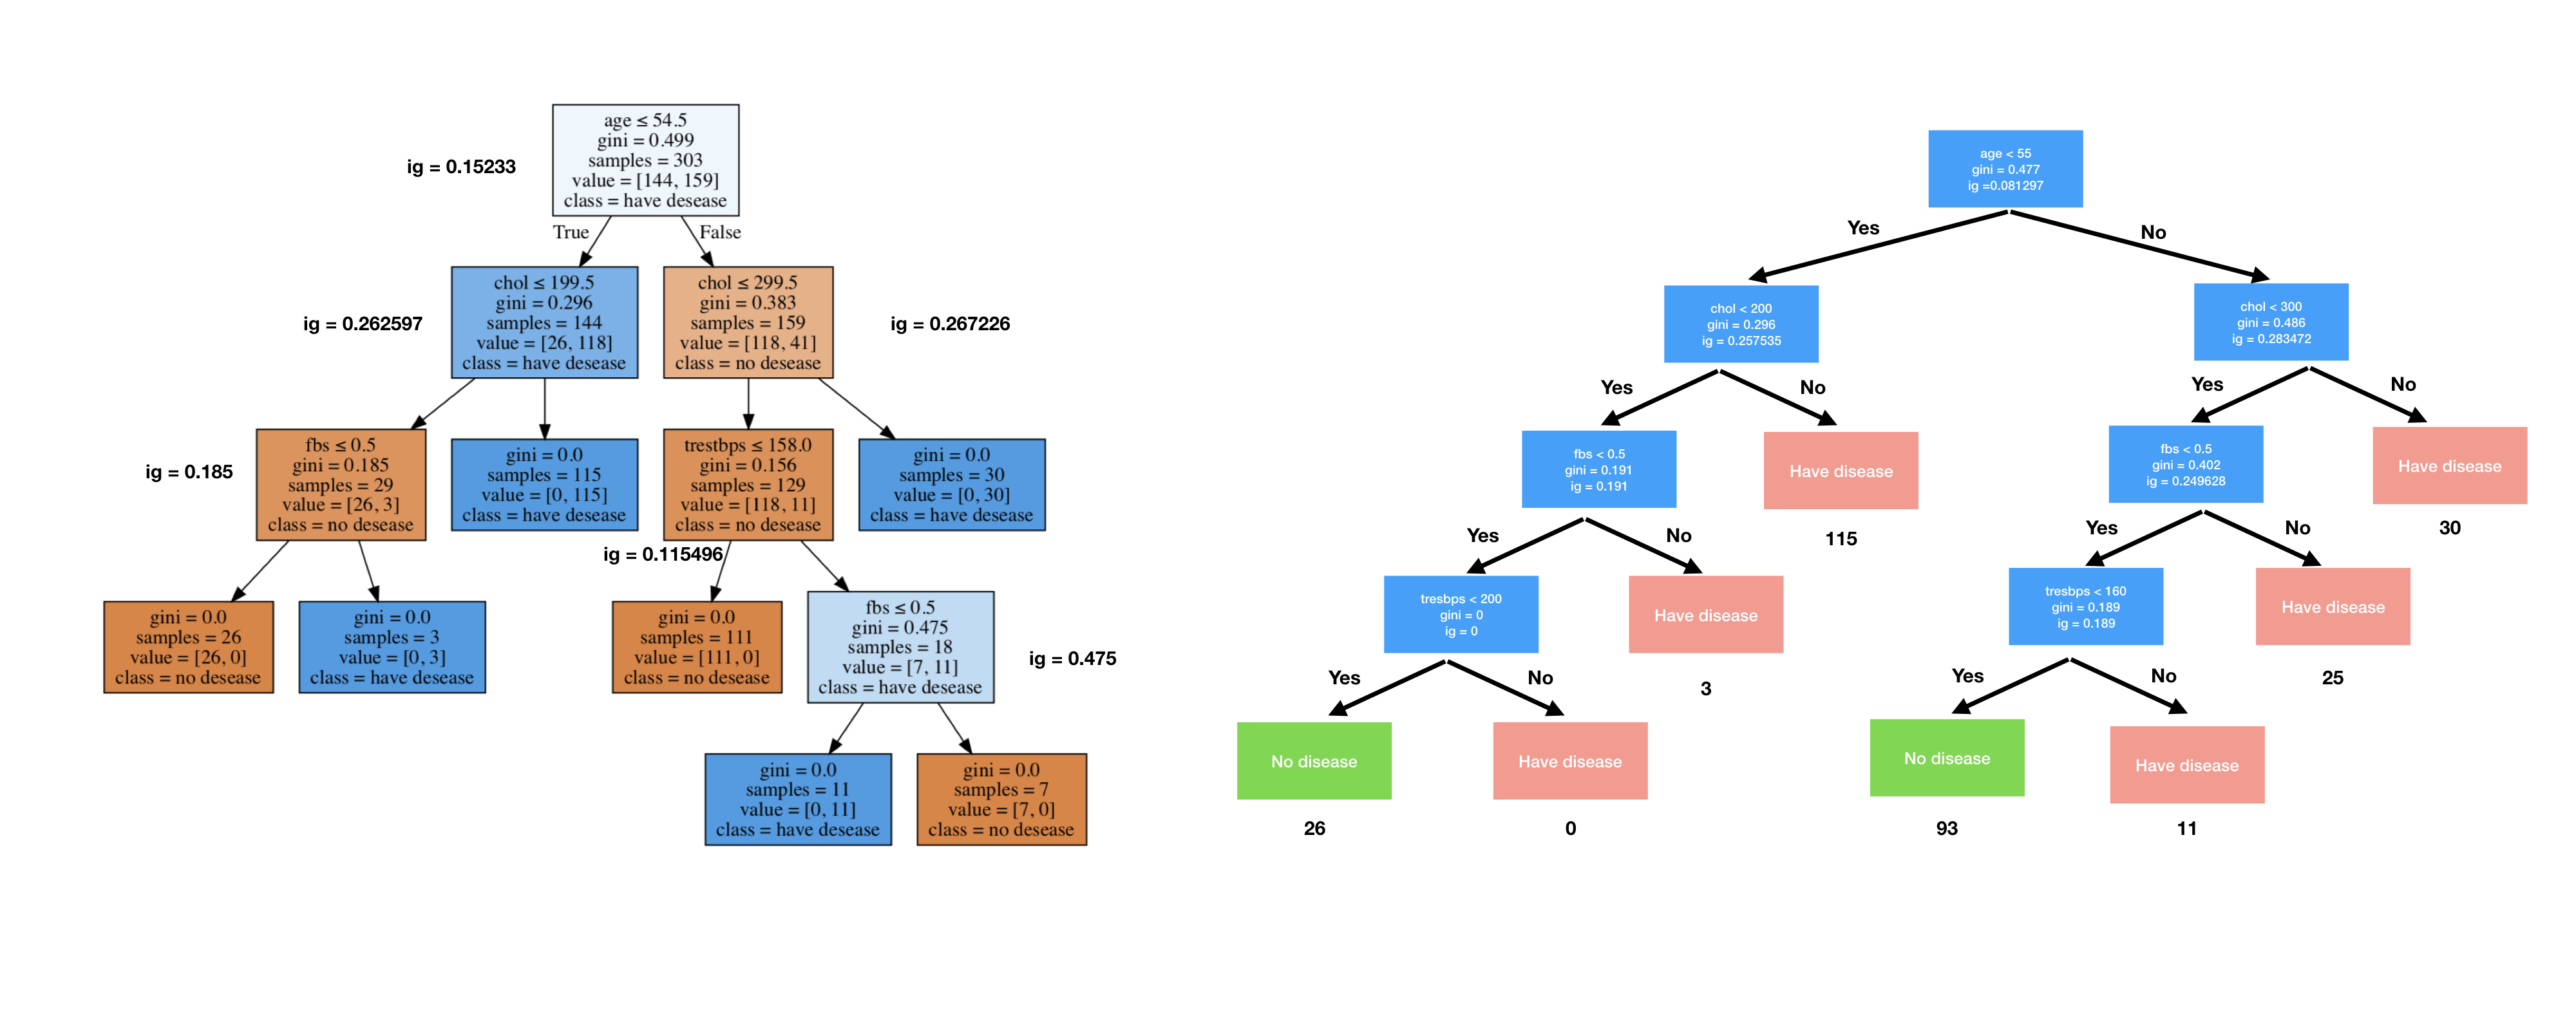 age ≤ 54.5
gini = 0.499
samples = 303
value = [144, 159]
class = have desease
ig = 0.15233
True
False
chol ≤ 199.5
gini = 0.296
samples = 144
value = [26, 118]
class = have desease
ig = 0.262597
chol ≤ 299.5
gini = 0.383
samples = 159
value = [118, 41]
class = no desease
ig = 0.267226
fbs ≤ 0.5
gini = 0.185
samples = 29
value = [26, 3]
class = no desease
ig = 0.185
gini = 0.0
samples = 115
value = [0, 115]
class = have desease
trestbps ≤ 158.0
gini = 0.156
samples = 129
value = [118, 11]
class = no desease
ig = 0.115496
gini = 0.0
samples = 30
value = [0, 30]
class = have desease
gini = 0.0
samples = 26
value = [26, 0]
class = no desease
gini = 0.0
samples = 3
value = [0, 3]
class = have desease
gini = 0.0
samples = 111
value = [111, 0]
class = no desease
fbs ≤ 0.5
gini = 0.475
samples = 18
value = [7, 11]
class = have desease
ig = 0.475
gini = 0.0
samples = 11
value = [0, 11]
class = have desease
gini = 0.0
samples = 7
value = [7, 0]
class = no desease
age < 55
gini = 0.477
ig =0.081297
Yes
No
chol < 200
gini = 0.296
ig = 0.257535
chol < 300
gini = 0.486
ig = 0.283472
Yes
No
Yes
No
fbs < 0.5
gini = 0.191
ig = 0.191
Have disease
115
fbs < 0.5
gini = 0.402
ig = 0.249628
Have disease
30
Yes
No
Yes
No
tresbps < 200
gini = 0
ig = 0
Have disease
3
tresbps < 160
gini = 0.189
ig = 0.189
Have disease
25
Yes
No
Yes
No
No disease
26
Have disease
0
No disease
93
Have disease
11